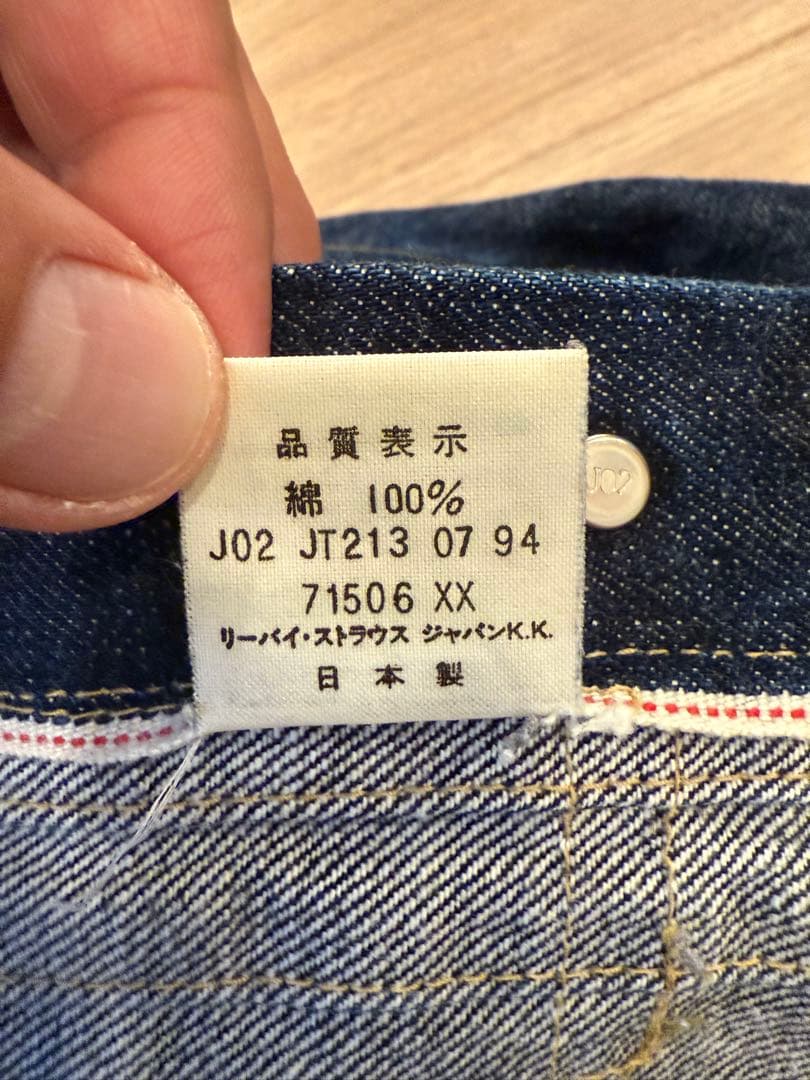 品質表示
綿 100%
J02 JT213 07 94
71506 XX
リーバイ・ストラウス ジャパンK.K.
日本製
J02